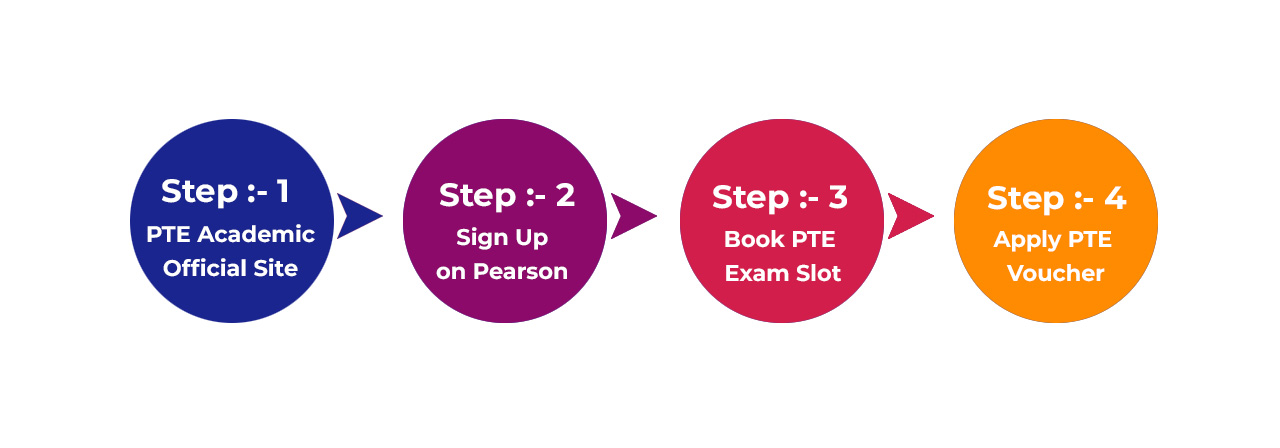 Step :- 1
PTE Academic
Official Site
Step :- 2
Sign Up
on Pearson
Step :- 3
Book PTE
Exam Slot
Step :- 4
Apply PTE
Voucher